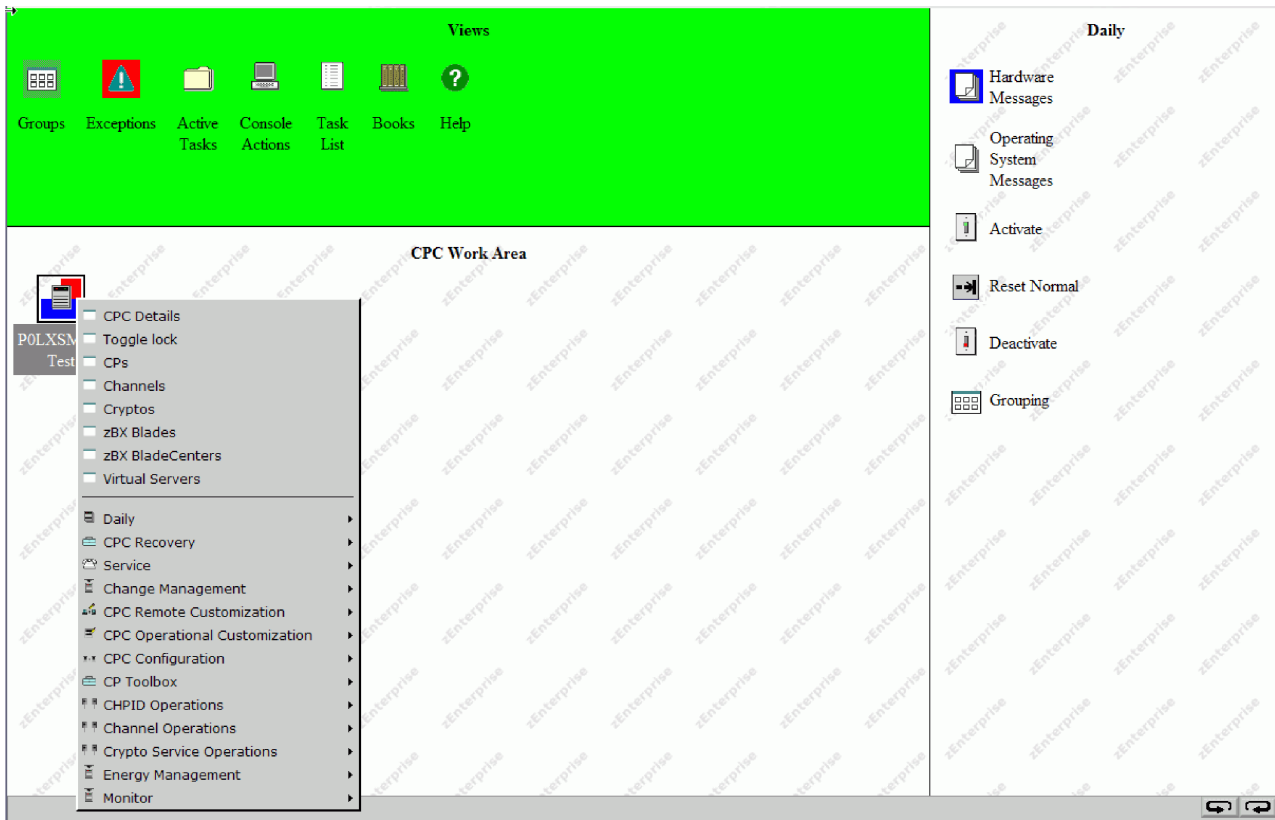 Views
Groups
Exceptions
Active
Tasks
Console
Actions
Task
List
Books
Help
CPC Work Area
P0LXSM
Test
CPC Details
Toggle lock
CPs
Channels
Cryptos
zBX Blades
zBX BladeCenters
Virtual Servers
Daily
CPC Recovery
Service
Change Management
CPC Remote Customization
CPC Operational Customization
CPC Configuration
CP Toolbox
CHPID Operations
Channel Operations
Crypto Service Operations
Energy Management
Monitor
Daily
Hardware
Messages
Operating
System
Messages
Activate
Reset Normal
Deactivate
Grouping
zEnterprise